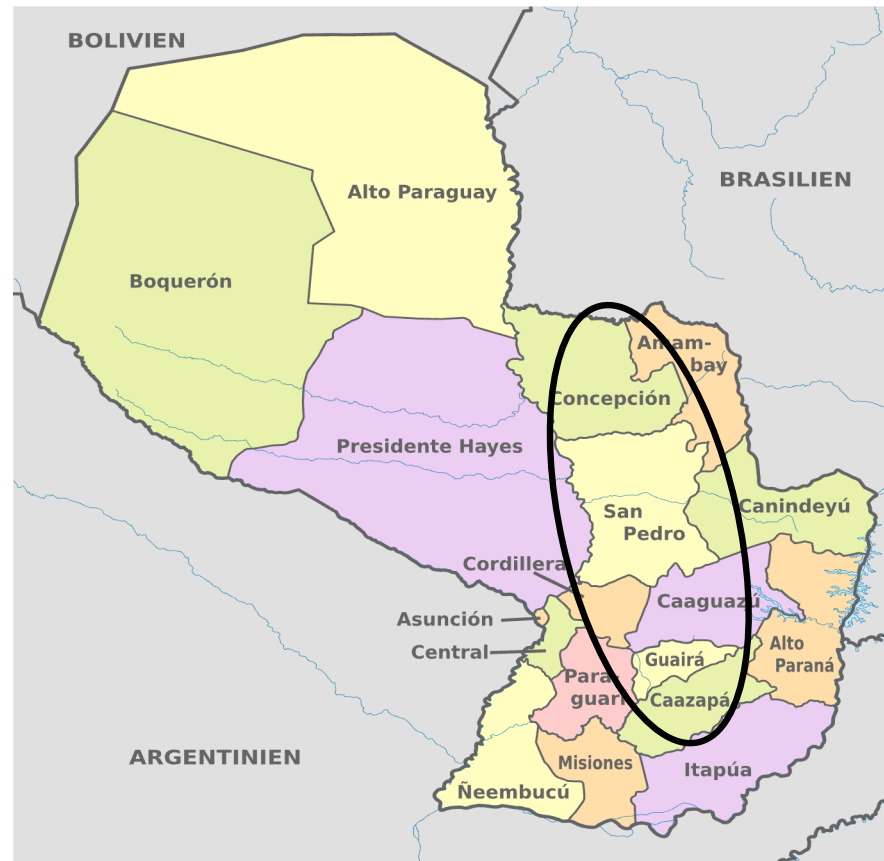 BOLIVIEN
BRASILIEN
Alto Paraguay
Boquerón
Amam-
bay
Concepción
Presidente Hayes
Canindeyú
San
Pedro
Cordillera
Caaguazú
Asunción
Central
Alto
Paraná
Guairá
Para-
guarí
Caazapá
ARGENTINIEN
Misiones
Itapúa
Ñeembucú